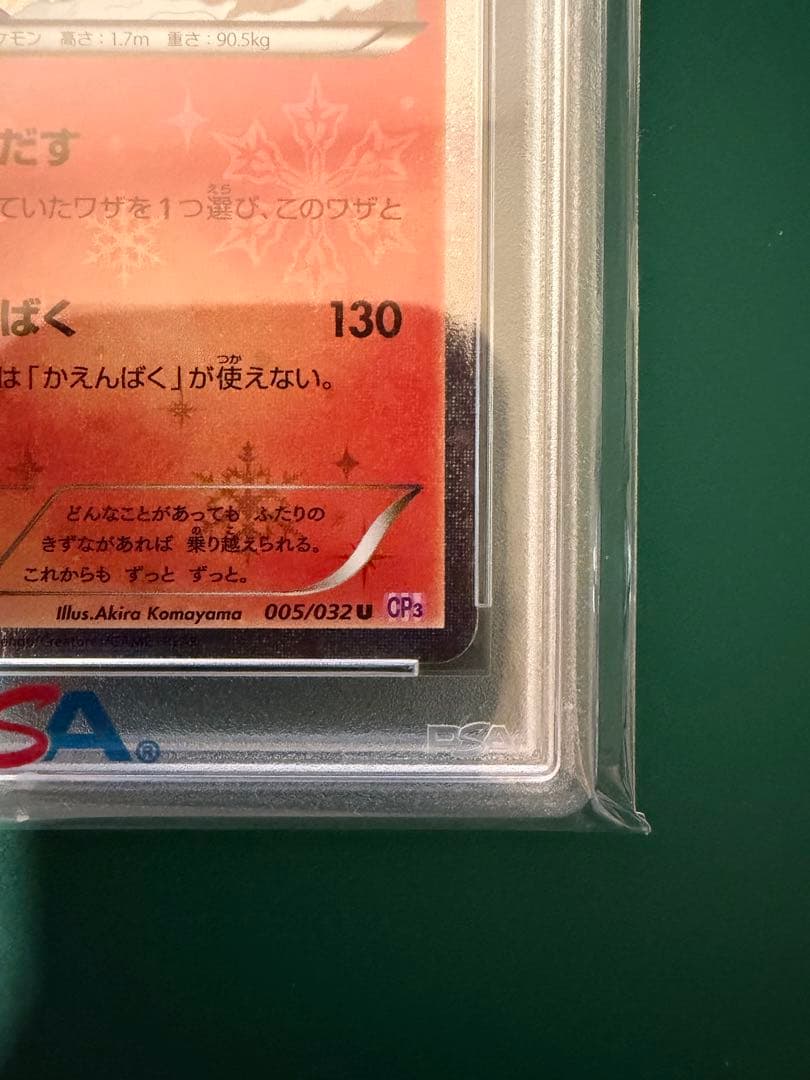 ケモン 高さ：1.7m 重さ：90.5kg
だす
ていたワザを1つ選び、このワザと
ばく 130
は「かえんばく」が使えない。
どんなことがあっても ふたりの
きずながあれば 乗り越えられる。
これからも ずっと ずっと。
Illus.Akira Komayama 005/032 U CP3
SA®
PSA